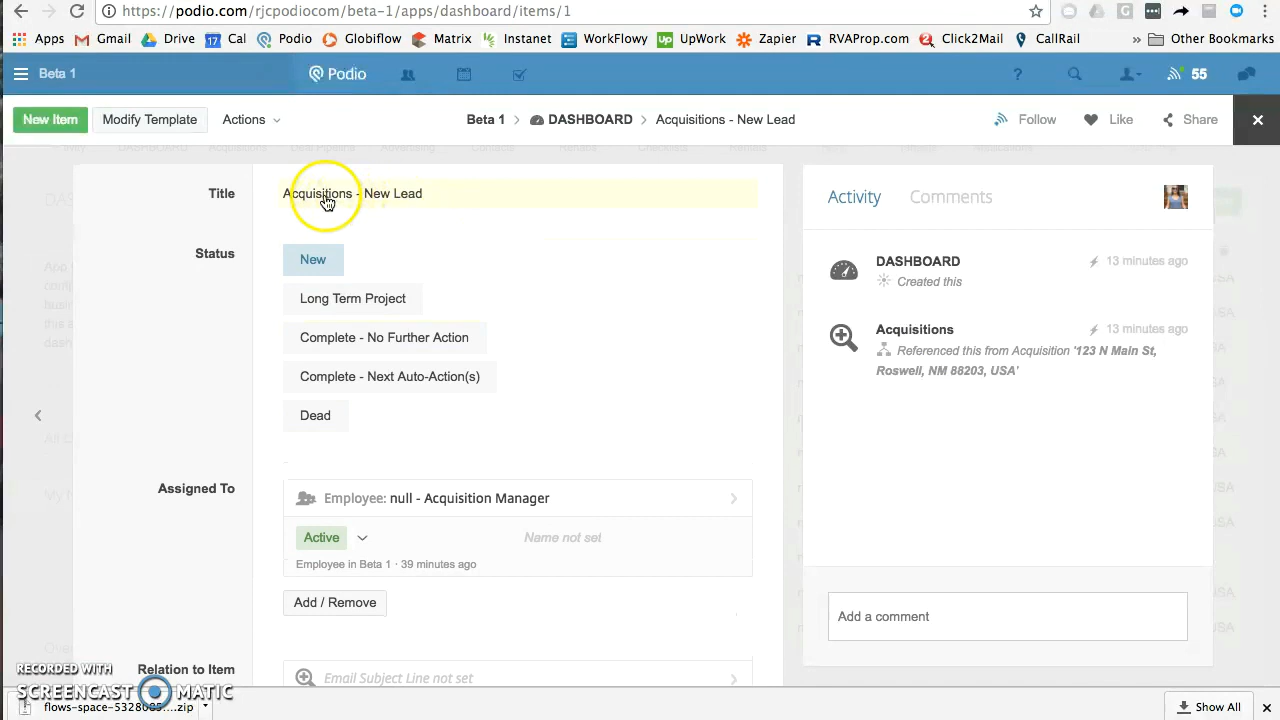 https://podio.com/rjcpodiocom/beta-1/apps/dashboard/items/1
Apps Gmail Drive 17 Cal Podio Globiflow Matrix Instanet WorkFlowy Up UpWork Zapier RVAProp.com Click2Mail CallRail » Other Bookmarks
Beta 1 Podio ? 55
New Item Modify Template Actions Beta 1 > DASHBOARD > Acquisitions - New Lead Follow Like Share
Title Acquisitions - New Lead
Status New
Long Term Project
Complete - No Further Action
Complete - Next Auto-Action(s)
Dead
Assigned To Employee: null - Acquisition Manager
Active Name not set
Employee in Beta 1 · 39 minutes ago
Add / Remove
Relation to Item Email Subject Line not set
Activity Comments
DASHBOARD 13 minutes ago
Created this
Acquisitions 13 minutes ago
Referenced this from Acquisition '123 N Main St,
Roswell, NM 88203, USA'
Add a comment
RECORDED WITH
SCREENCAST MATIC
flows-space-5328085....zip Show All